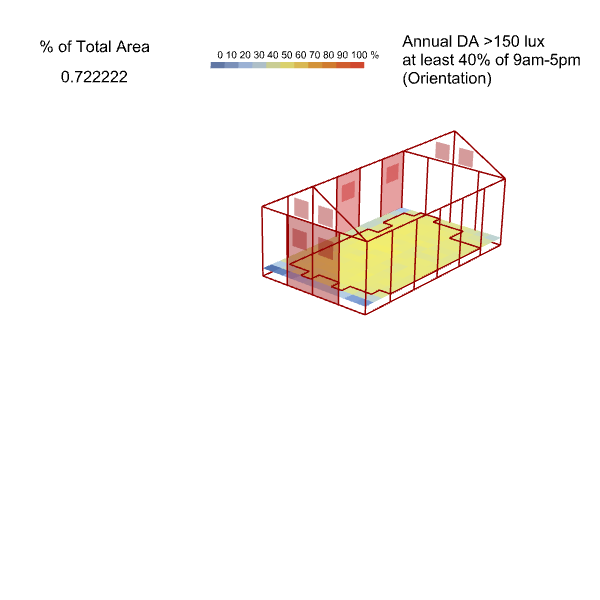 % of Total Area
0.722222
0 10 20 30 40 50 60 70 80 90 100 %
Annual DA >150 lux
at least 40% of 9am-5pm
(Orientation)